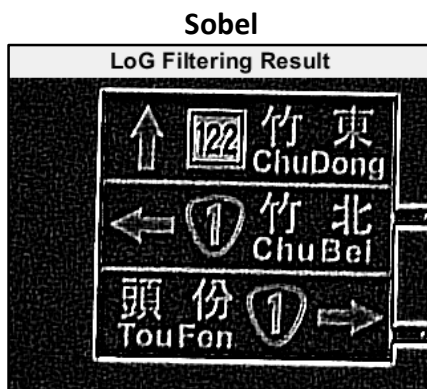 Sobel
LoG Filtering Result
122 竹東
ChuDong
1 竹北
ChuBei
頭份 1
TouFen